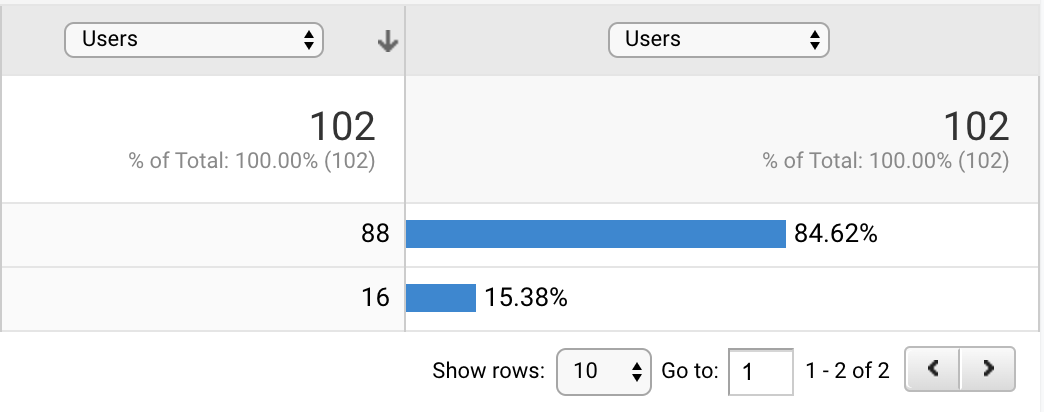 Users Users
102 102
% of Total: 100.00% (102) % of Total: 100.00% (102)
88 84.62%
16 15.38%
Show rows: 10 Go to: 1 1 - 2 of 2